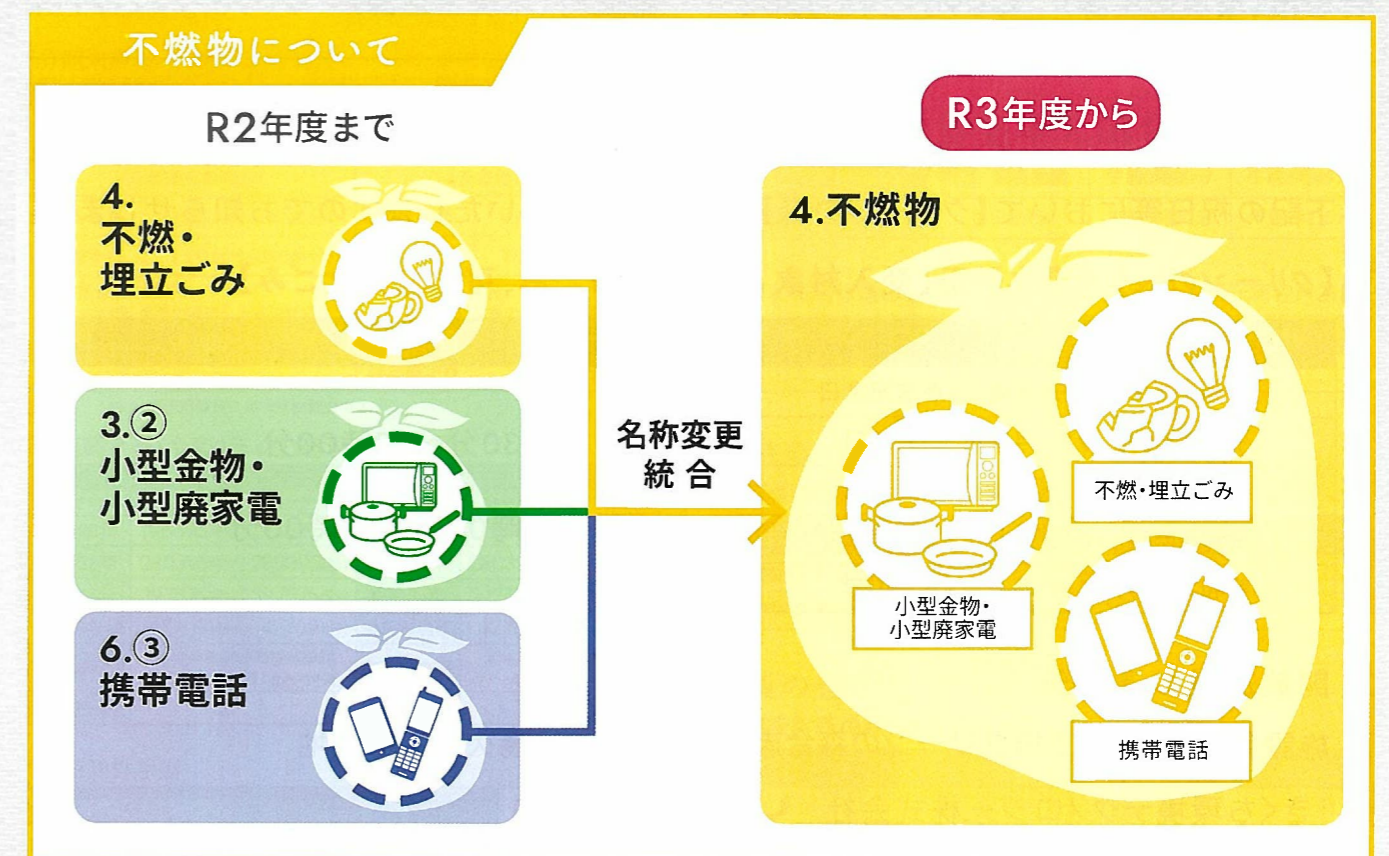 不燃物について
R2年度まで
R3年度から
4.
不燃・
埋立ごみ
3.②
小型金物・
小型廃家電
6.③
携帯電話
名称変更
統合
4.不燃物
不燃・埋立ごみ
小型金物・
小型廃家電
携帯電話